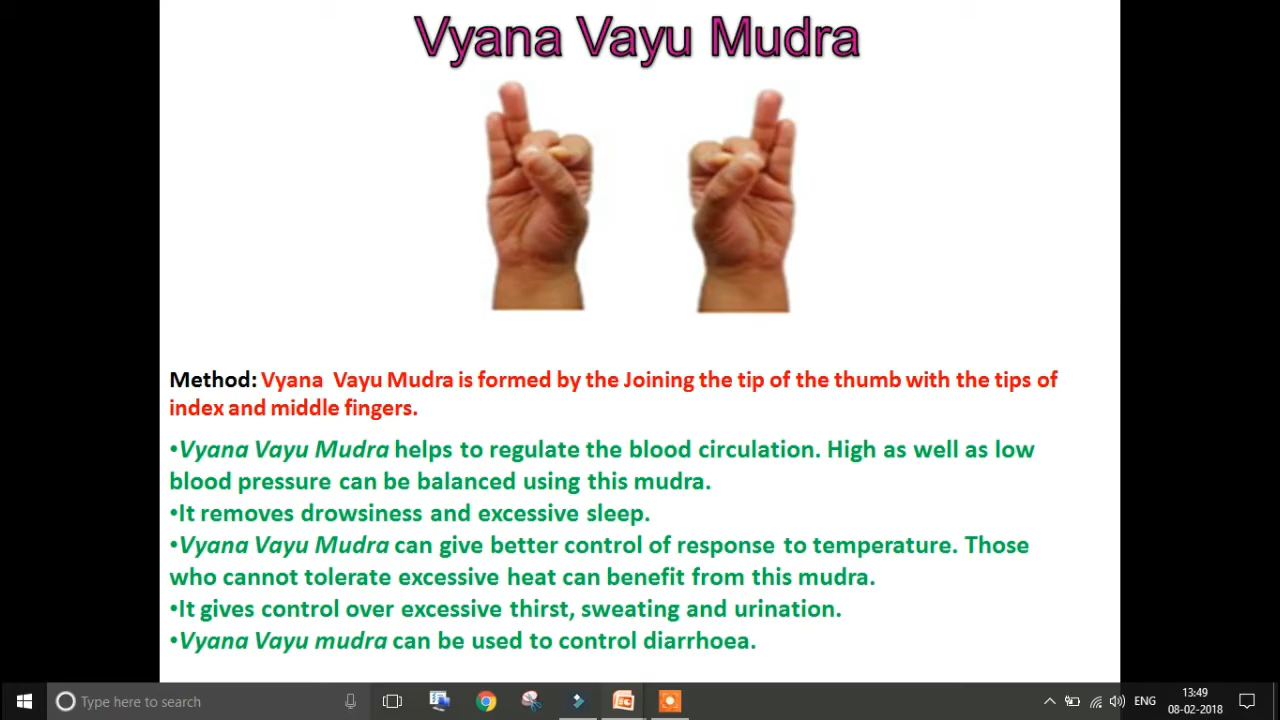 Vyana Vayu Mudra
Method: Vyana Vayu Mudra is formed by the Joining the tip of the thumb with the tips of
index and middle fingers.
•Vyana Vayu Mudra helps to regulate the blood circulation. High as well as low
blood pressure can be balanced using this mudra.
•It removes drowsiness and excessive sleep.
•Vyana Vayu Mudra can give better control of response to temperature. Those
who cannot tolerate excessive heat can benefit from this mudra.
•It gives control over excessive thirst, sweating and urination.
•Vyana Vayu mudra can be used to control diarrhoea.
Type here to search
ENG
13:49
08-02-2018